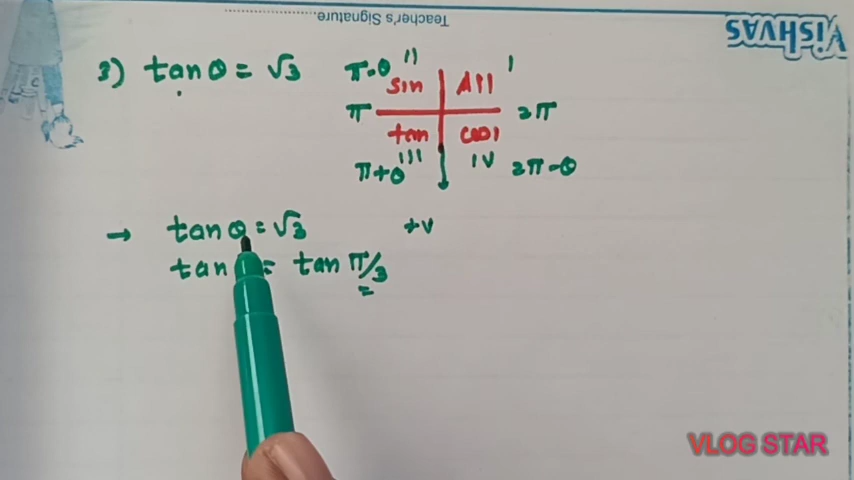 Teacher's Signature
VISHVAS
3) tan θ = √3
π-θ II I
sin All
π 2π
tan cos
π+θ III IV 2π-θ
→ tan θ = √3 +v
tan = tan π/3
VLOG STAR